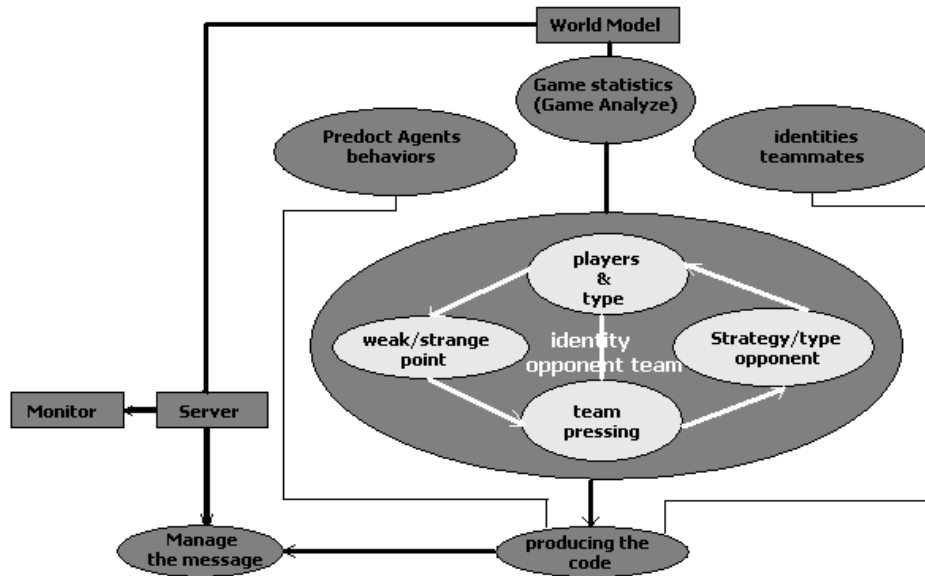 World Model
Game statistics
(Game Analyze)
Predoct Agents
behaviors
identities
teammates
players
&
type
weak/strange
point
identity
opponent team
Strategy/type
opponent
team
pressing
Monitor
Server
Manage
the message
producing the
code